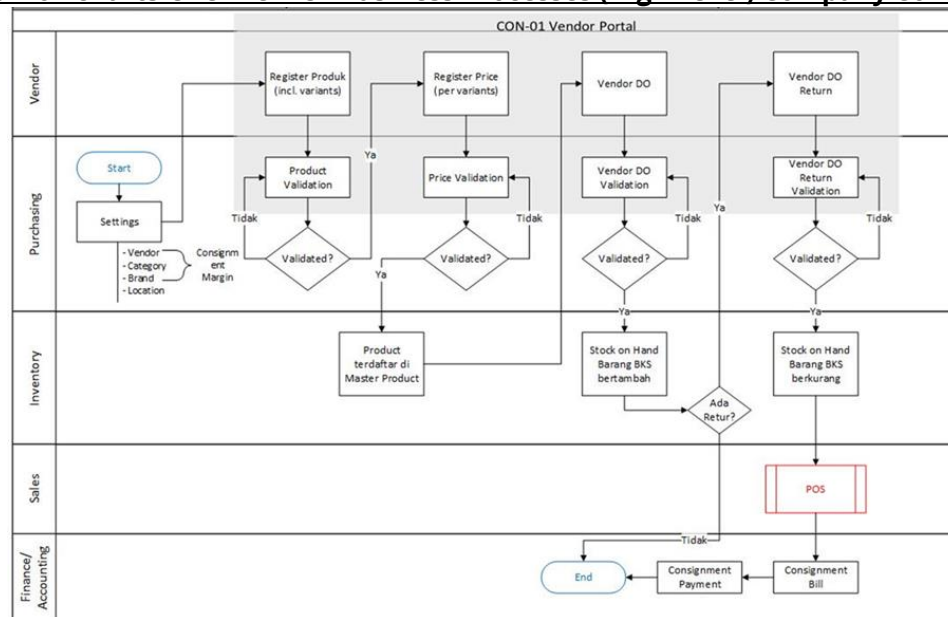 CON-01 Vendor Portal
Vendor
Register Produk
(incl. variants)
Register Price
(per variants)
Vendor DO
Vendor DO
Return
Purchasing
Start
Settings
- Vendor
- Category
- Brand
- Location
Consignm
ent
Margin
Product
Validation
Tidak
Validated?
Ya
Price Validation
Tidak
Validated?
Ya
Vendor DO
Validation
Tidak
Validated?
Ya
Ya
Vendor DO
Return
Validation
Tidak
Validated?
Ya
Inventory
Product
terdaftar di
Master Product
Stock on Hand
Barang BKS
bertambah
Ada
Retur?
Stock on Hand
Barang BKS
berkurang
Sales
POS
Finance/
Accounting
Tidak
End
Consignment
Payment
Consignment
Bill